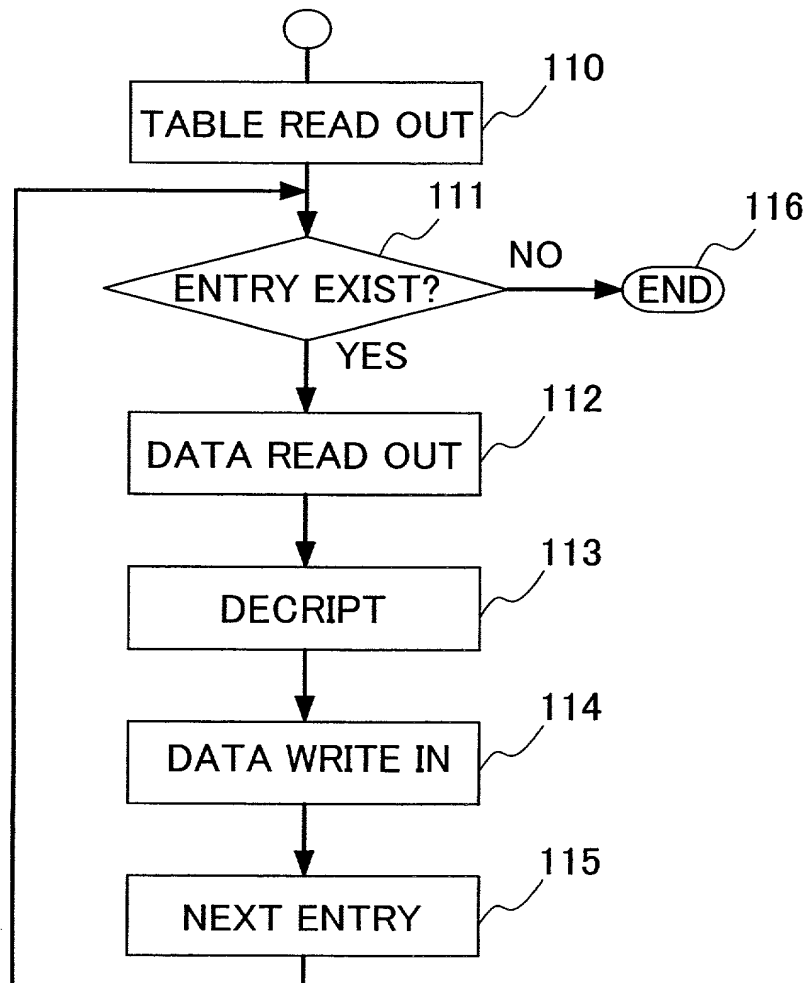 110
TABLE READ OUT
111
116
NO
ENTRY EXIST?
END
YES
112
DATA READ OUT
113
DECRIPT
114
DATA WRITE IN
115
NEXT ENTRY